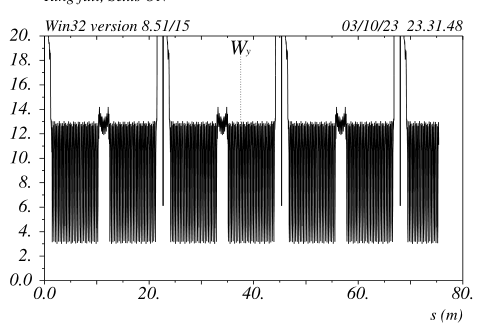 Win32 version 8.51/15 03/10/23 23.31.48
20.
18.
16.
14.
12.
10.
8.
6.
4.
2.
0.0
Wy
0.0 20. 40. 60. 80.
s (m)